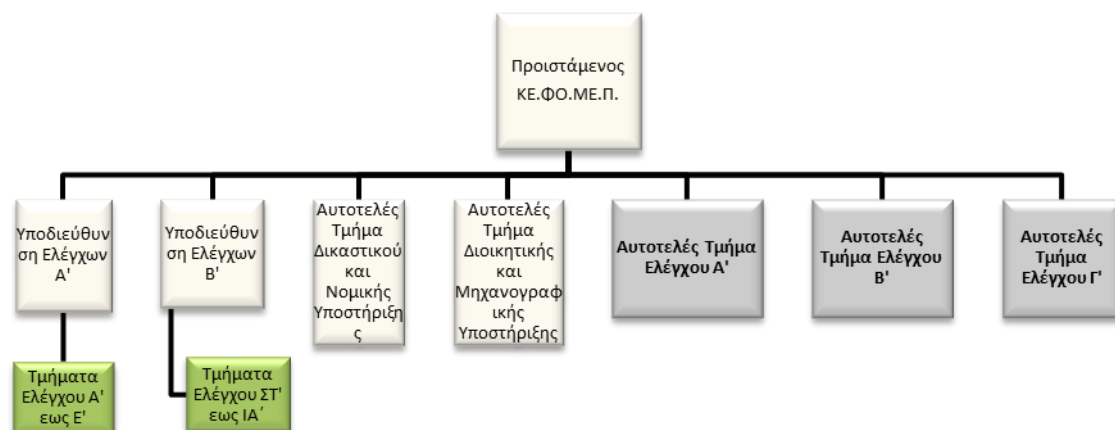 Προιστάμενος
ΚΕ.ΦΟ.ΜΕ.Π.
Υποδιεύθυν
ση Ελέγχων
Α'
Υποδιεύθυν
ση Ελέγχων
Β'
Αυτοτελές
Τμήμα
Δικαστικού
και
Νομικής
Υποστήριξη
ς
Αυτοτελές
Τμήμα
Διοικητικής
και
Μηχανογραφ
ικής
Υποστήριξης
Αυτοτελές Τμήμα
Ελέγχου Α'
Αυτοτελές
Τμήμα Ελέγχου
Β'
Αυτοτελές
Τμήμα
Ελέγχου Γ'
Τμήματα
Ελέγχου Α'
εως Ε'
Τμήματα
Ελέγχου ΣΤ'
εως ΙΑ΄